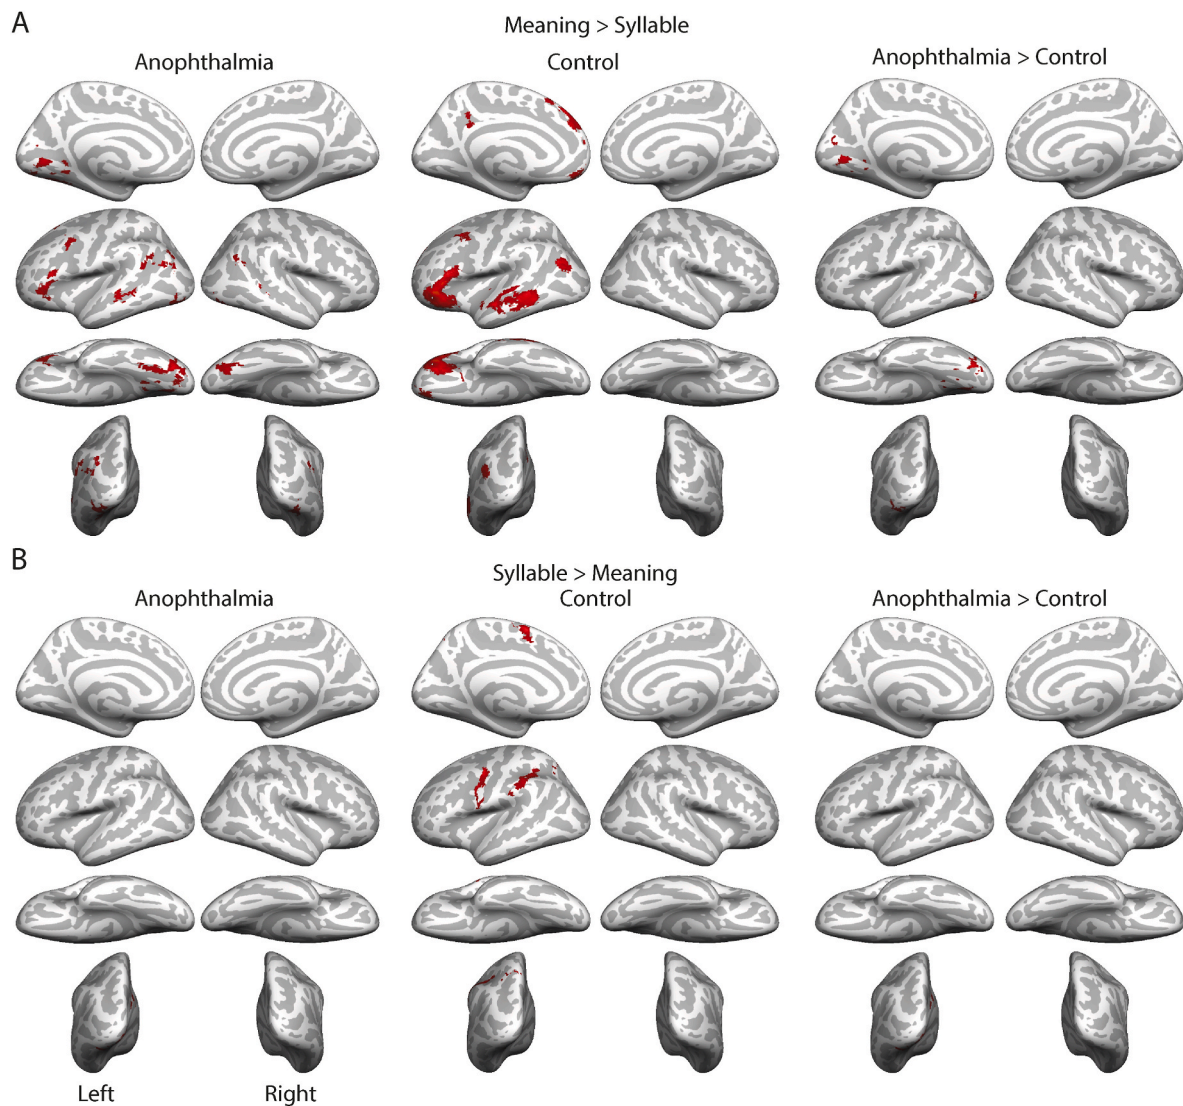 A
Meaning > Syllable
Anophthalmia Control Anophthalmia > Control
B
Syllable > Meaning
Anophthalmia Control Anophthalmia > Control
Left Right